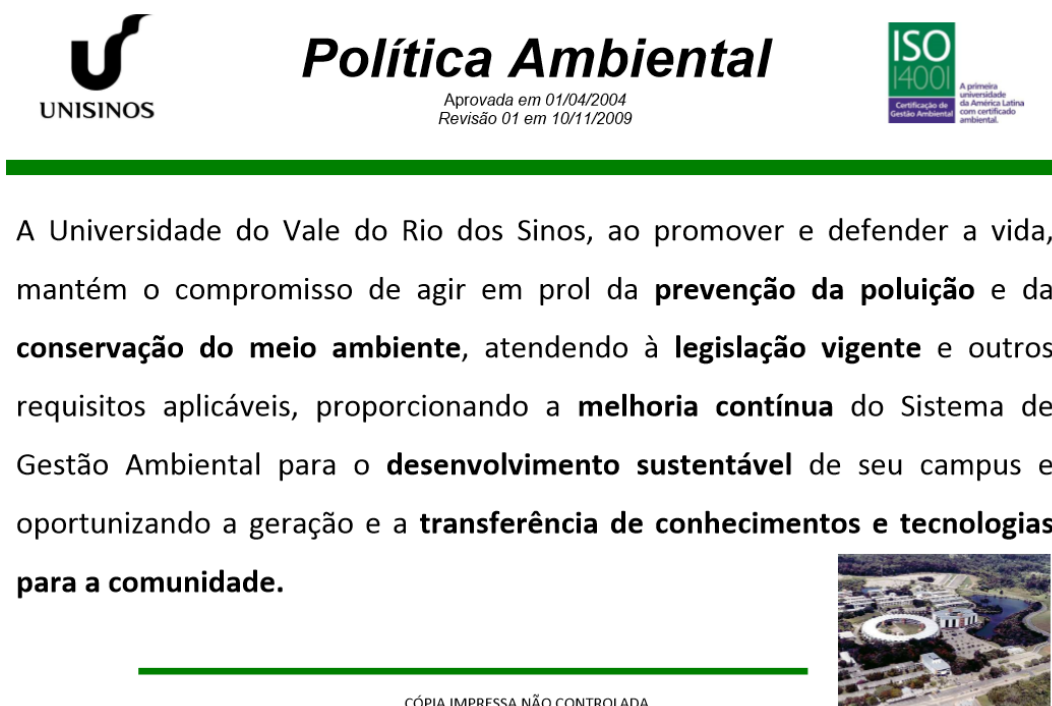 UNISINOS
Política Ambiental
Aprovada em 01/04/2004
Revisão 01 em 10/11/2009
ISO
14001
Certificação de
Gestão Ambiental
A primeira
universidade
da América Latina
com certificado
ambiental.
A Universidade do Vale do Rio dos Sinos, ao promover e defender a vida,
mantém o compromisso de agir em prol da prevenção da poluição e da
conservação do meio ambiente, atendendo à legislação vigente e outros
requisitos aplicáveis, proporcionando a melhoria contínua do Sistema de
Gestão Ambiental para o desenvolvimento sustentável de seu campus e
oportunizando a geração e a transferência de conhecimentos e tecnologias
para a comunidade.
CÓPIA IMPRESSA NÃO CONTROLADA